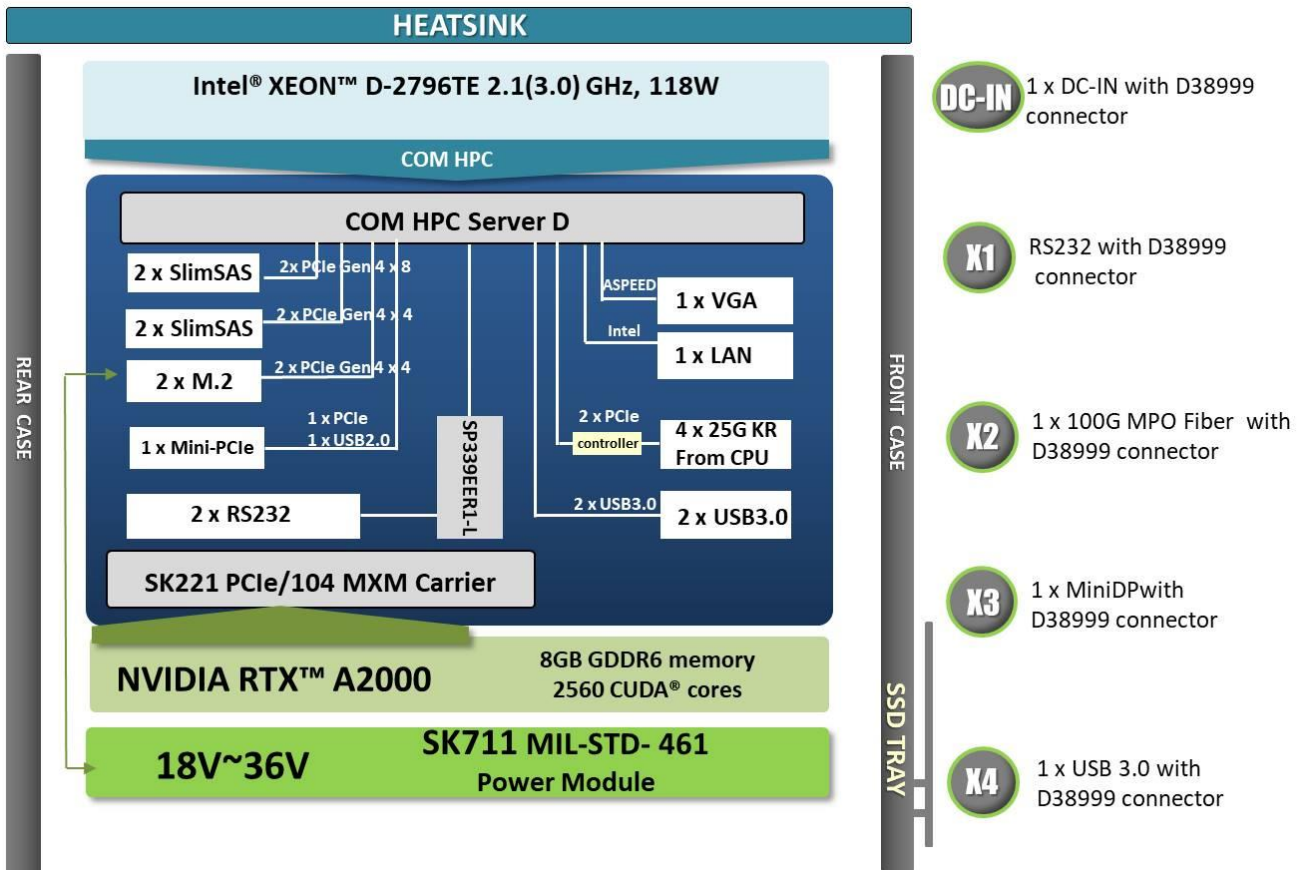 HEATSINK
REAR CASE
Intel® XEON™ D-2796TE 2.1(3.0) GHz, 118W
COM HPC
COM HPC Server D
2 x SlimSAS
2x PCIe Gen 4 x 8
2 x SlimSAS
2 x PCIe Gen 4 x 4
2 x M.2
2 x PCIe Gen 4 x 4
1 x Mini-PCIe
1 x PCIe
1 x USB2.0
2 x RS232
SP339EER1-L
ASPEED
1 x VGA
Intel
1 x LAN
2 x PCIe
controller
4 x 25G KR
From CPU
2 x USB3.0
2 x USB3.0
SK221 PCIe/104 MXM Carrier
NVIDIA RTX™ A2000
8GB GDDR6 memory
2560 CUDA® cores
18V~36V
SK711 MIL-STD- 461
Power Module
FRONT CASE
SSD TRAY
DC-IN
1 x DC-IN with D38999
connector
X1
RS232 with D38999
connector
X2
1 x 100G MPO Fiber with
D38999 connector
X3
1 x MiniDPwith
D38999 connector
X4
1 x USB 3.0 with
D38999 connector